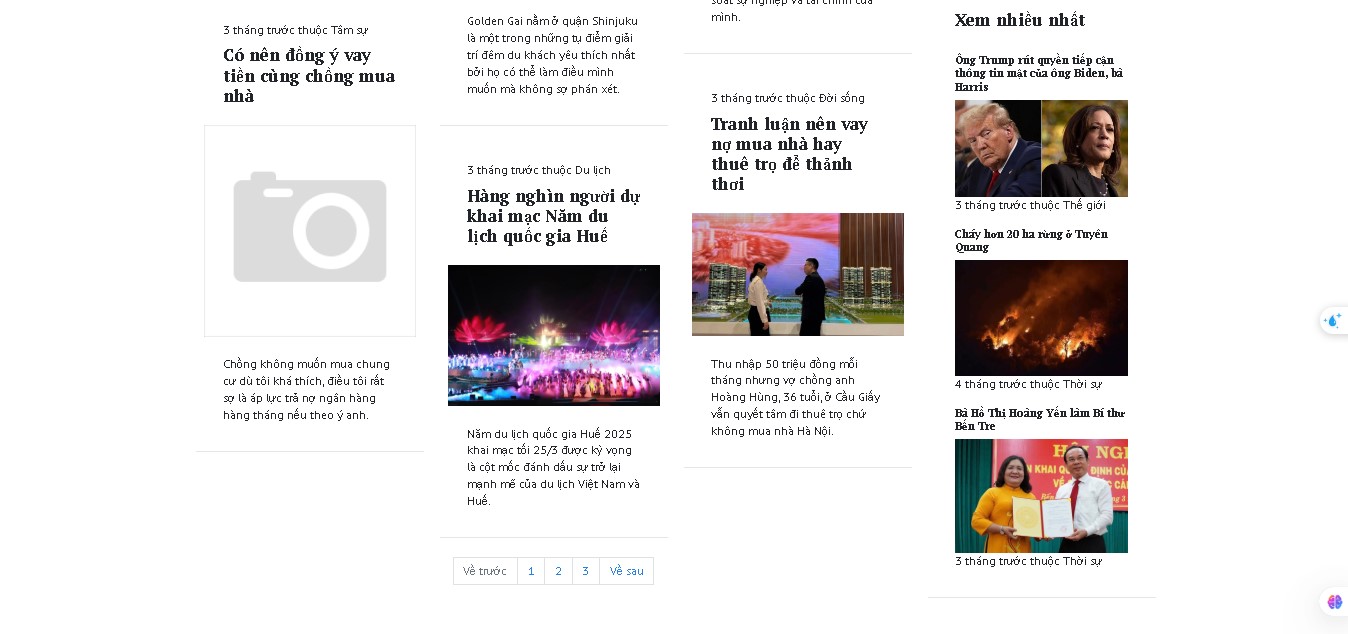 3 tháng trước thuộc Tâm sự
Có nên đồng ý vay
tiền cùng chồng mua
nhà
Chồng không muốn mua chung
cư dù tôi khá thích, điều tôi rất
sợ là áp lực trả nợ ngân hàng
hàng tháng nếu theo ý anh.
Golden Gai nằm ở quận Shinjuku
là một trong những tụ điểm giải
trí đêm du khách yêu thích nhất
bởi họ có thể làm điều mình
muốn mà không sợ phán xét.
3 tháng trước thuộc Du lịch
Hàng nghìn người dự
khai mạc Năm du
lịch quốc gia Huế
Năm du lịch quốc gia Huế 2025
khai mạc tối 25/3 được kỳ vọng
là cột mốc đánh dấu sự trở lại
mạnh mẽ của du lịch Việt Nam và
Huế.
Về trước 1 2 3 Về sau
soát sự nghiệp và tài chính của
mình.
3 tháng trước thuộc Đời sống
Tranh luận nên vay
nợ mua nhà hay
thuê trọ để thảnh
thơi
Thu nhập 50 triệu đồng mỗi
tháng nhưng vợ chồng anh
Hoàng Hùng, 36 tuổi, ở Cầu Giấy
vẫn quyết tâm đi thuê trọ chứ
không mua nhà Hà Nội.
Xem nhiều nhất
Ông Trump rút quyền tiếp cận
thông tin mật của ông Biden, bà
Harris
3 tháng trước thuộc Thế giới
Cháy hơn 20 ha rừng ở Tuyên
Quang
4 tháng trước thuộc Thời sự
Bà Hồ Thị Hoàng Yến làm Bí thư
Bến Tre
HỘI NG
3 tháng trước thuộc Thời sự